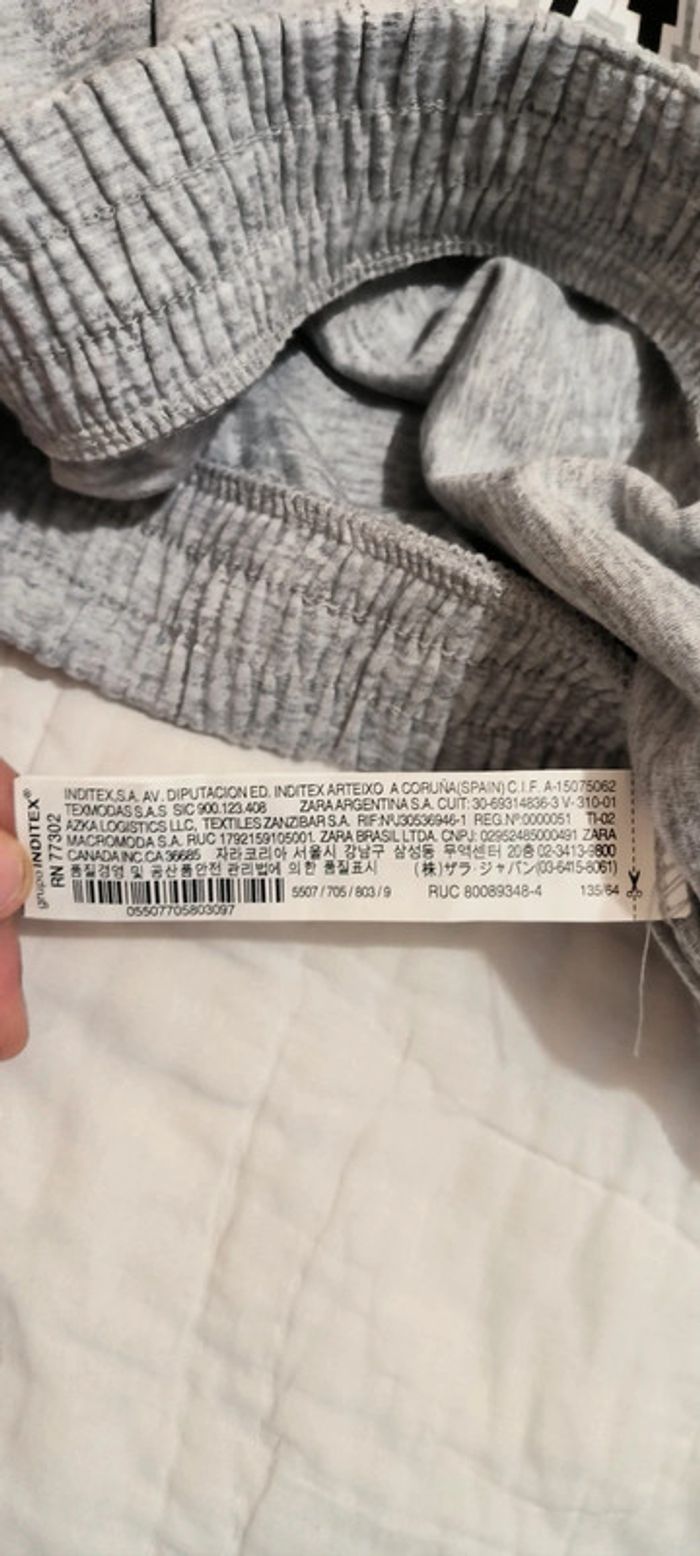 grupo INDITEX®
RN 77302
INDITEX,S.A. AV. DIPUTACION ED. INDITEX ARTEIXO A CORUÑA(SPAIN) C.I.F. A-15075062
TEXMODAS S.A.S SIC 900.123.408 ZARA ARGENTINA S.A. CUIT: 30-69314836-3 V-310-01
AZKA LOGISTICS LLC, TEXTILES ZANZIBAR S.A. RIF:NºJ30536946-1 REG.Nº:0000051 TI-02
MACROMODA S.A. RUC 1792159105001. ZARA BRASIL LTDA. CNPJ: 02952485000491 ZARA
CANADA INC. CA 36685 자라코리아 서울시 강남구 삼성동 무역센터 20층 02-3413-9800
품질경영 및 공산품안전 관리법에 의한 품질표시 (株)ザラ・ジャパン(03-6415-8061)
5507 / 705 / 803 / 9 RUC 80089348-4 135/64
05507705803097